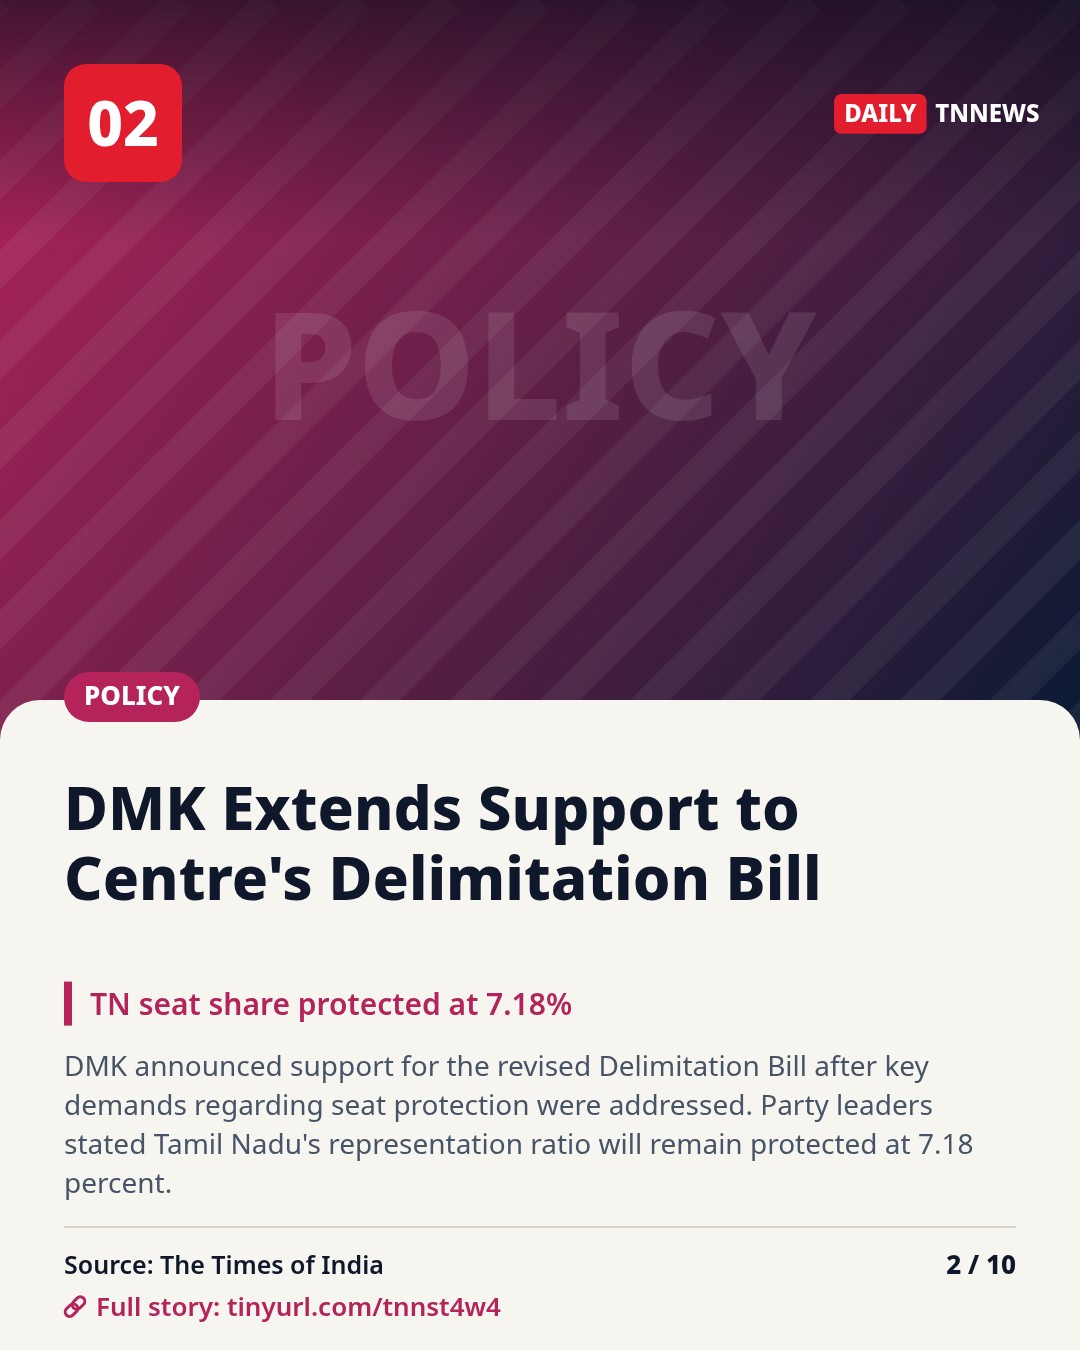 02
DAILY TNNEWS
POLICY
POLICY
DMK Extends Support to
Centre's Delimitation Bill
TN seat share protected at 7.18%
DMK announced support for the revised Delimitation Bill after key
demands regarding seat protection were addressed. Party leaders
stated Tamil Nadu's representation ratio will remain protected at 7.18
percent.
Source: The Times of India
2 / 10
Full story: tinyurl.com/tnnst4w4